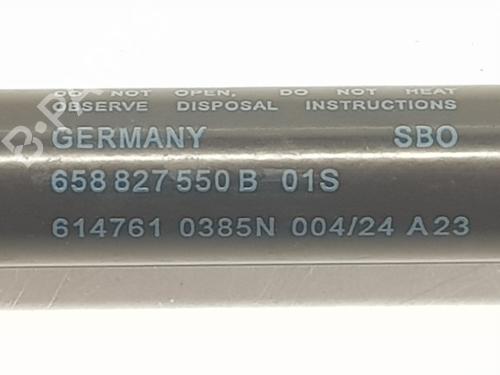 DO NOT OPEN, DO NOT HEAT
OBSERVE DISPOSAL INSTRUCTIONS
GERMANY SBO
658 827 550 B 01S
614761 0385N 004/24 A23